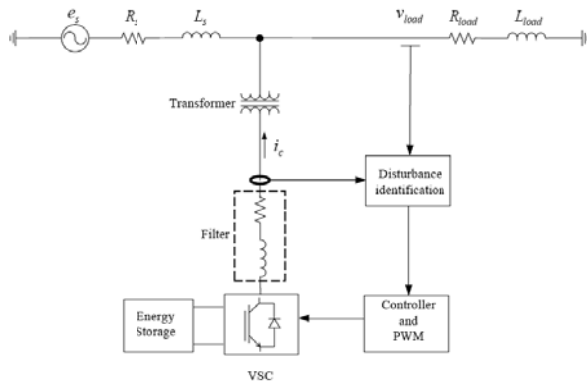 e_s R_s L_s v_load R_load L_load
Transformer
i_c
Disturbance
identification
Filter
Energy
Storage
Controller
and
PWM
VSC